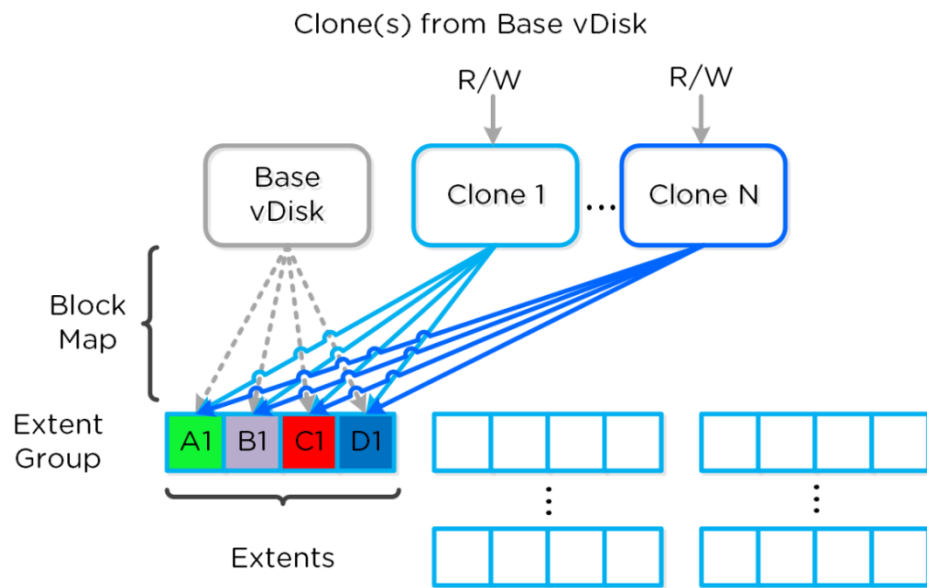 Clone(s) from Base vDisk
R/W
R/W
Base
vDisk
Clone 1
...
Clone N
Block
Map
Extent
Group
A1
B1
C1
D1
Extents